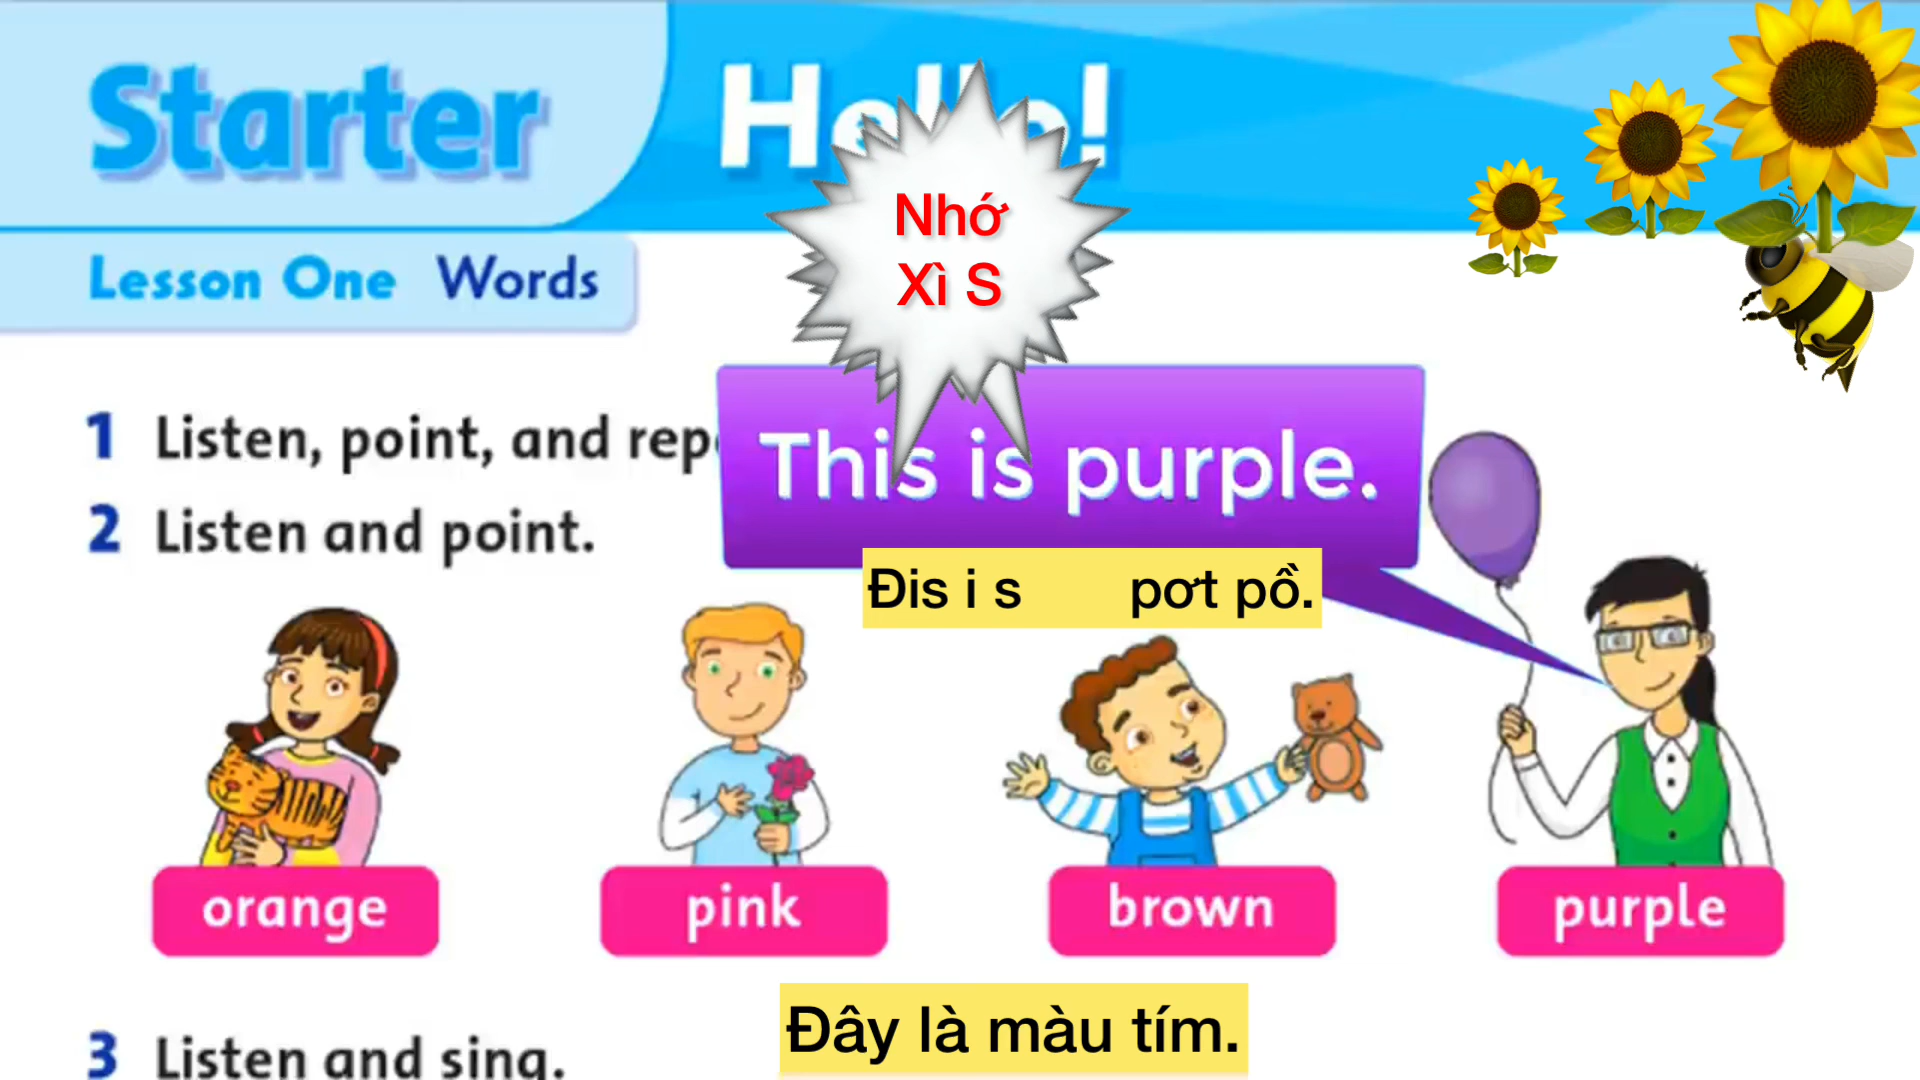 Starter
Hello!
Lesson One Words
Nhớ
Xì S
1 Listen, point, and rep
This is purple.
2 Listen and point.
Đis i s pơt pồ.
orange
pink
brown
purple
Đây là màu tím.
3 Listen and sing.